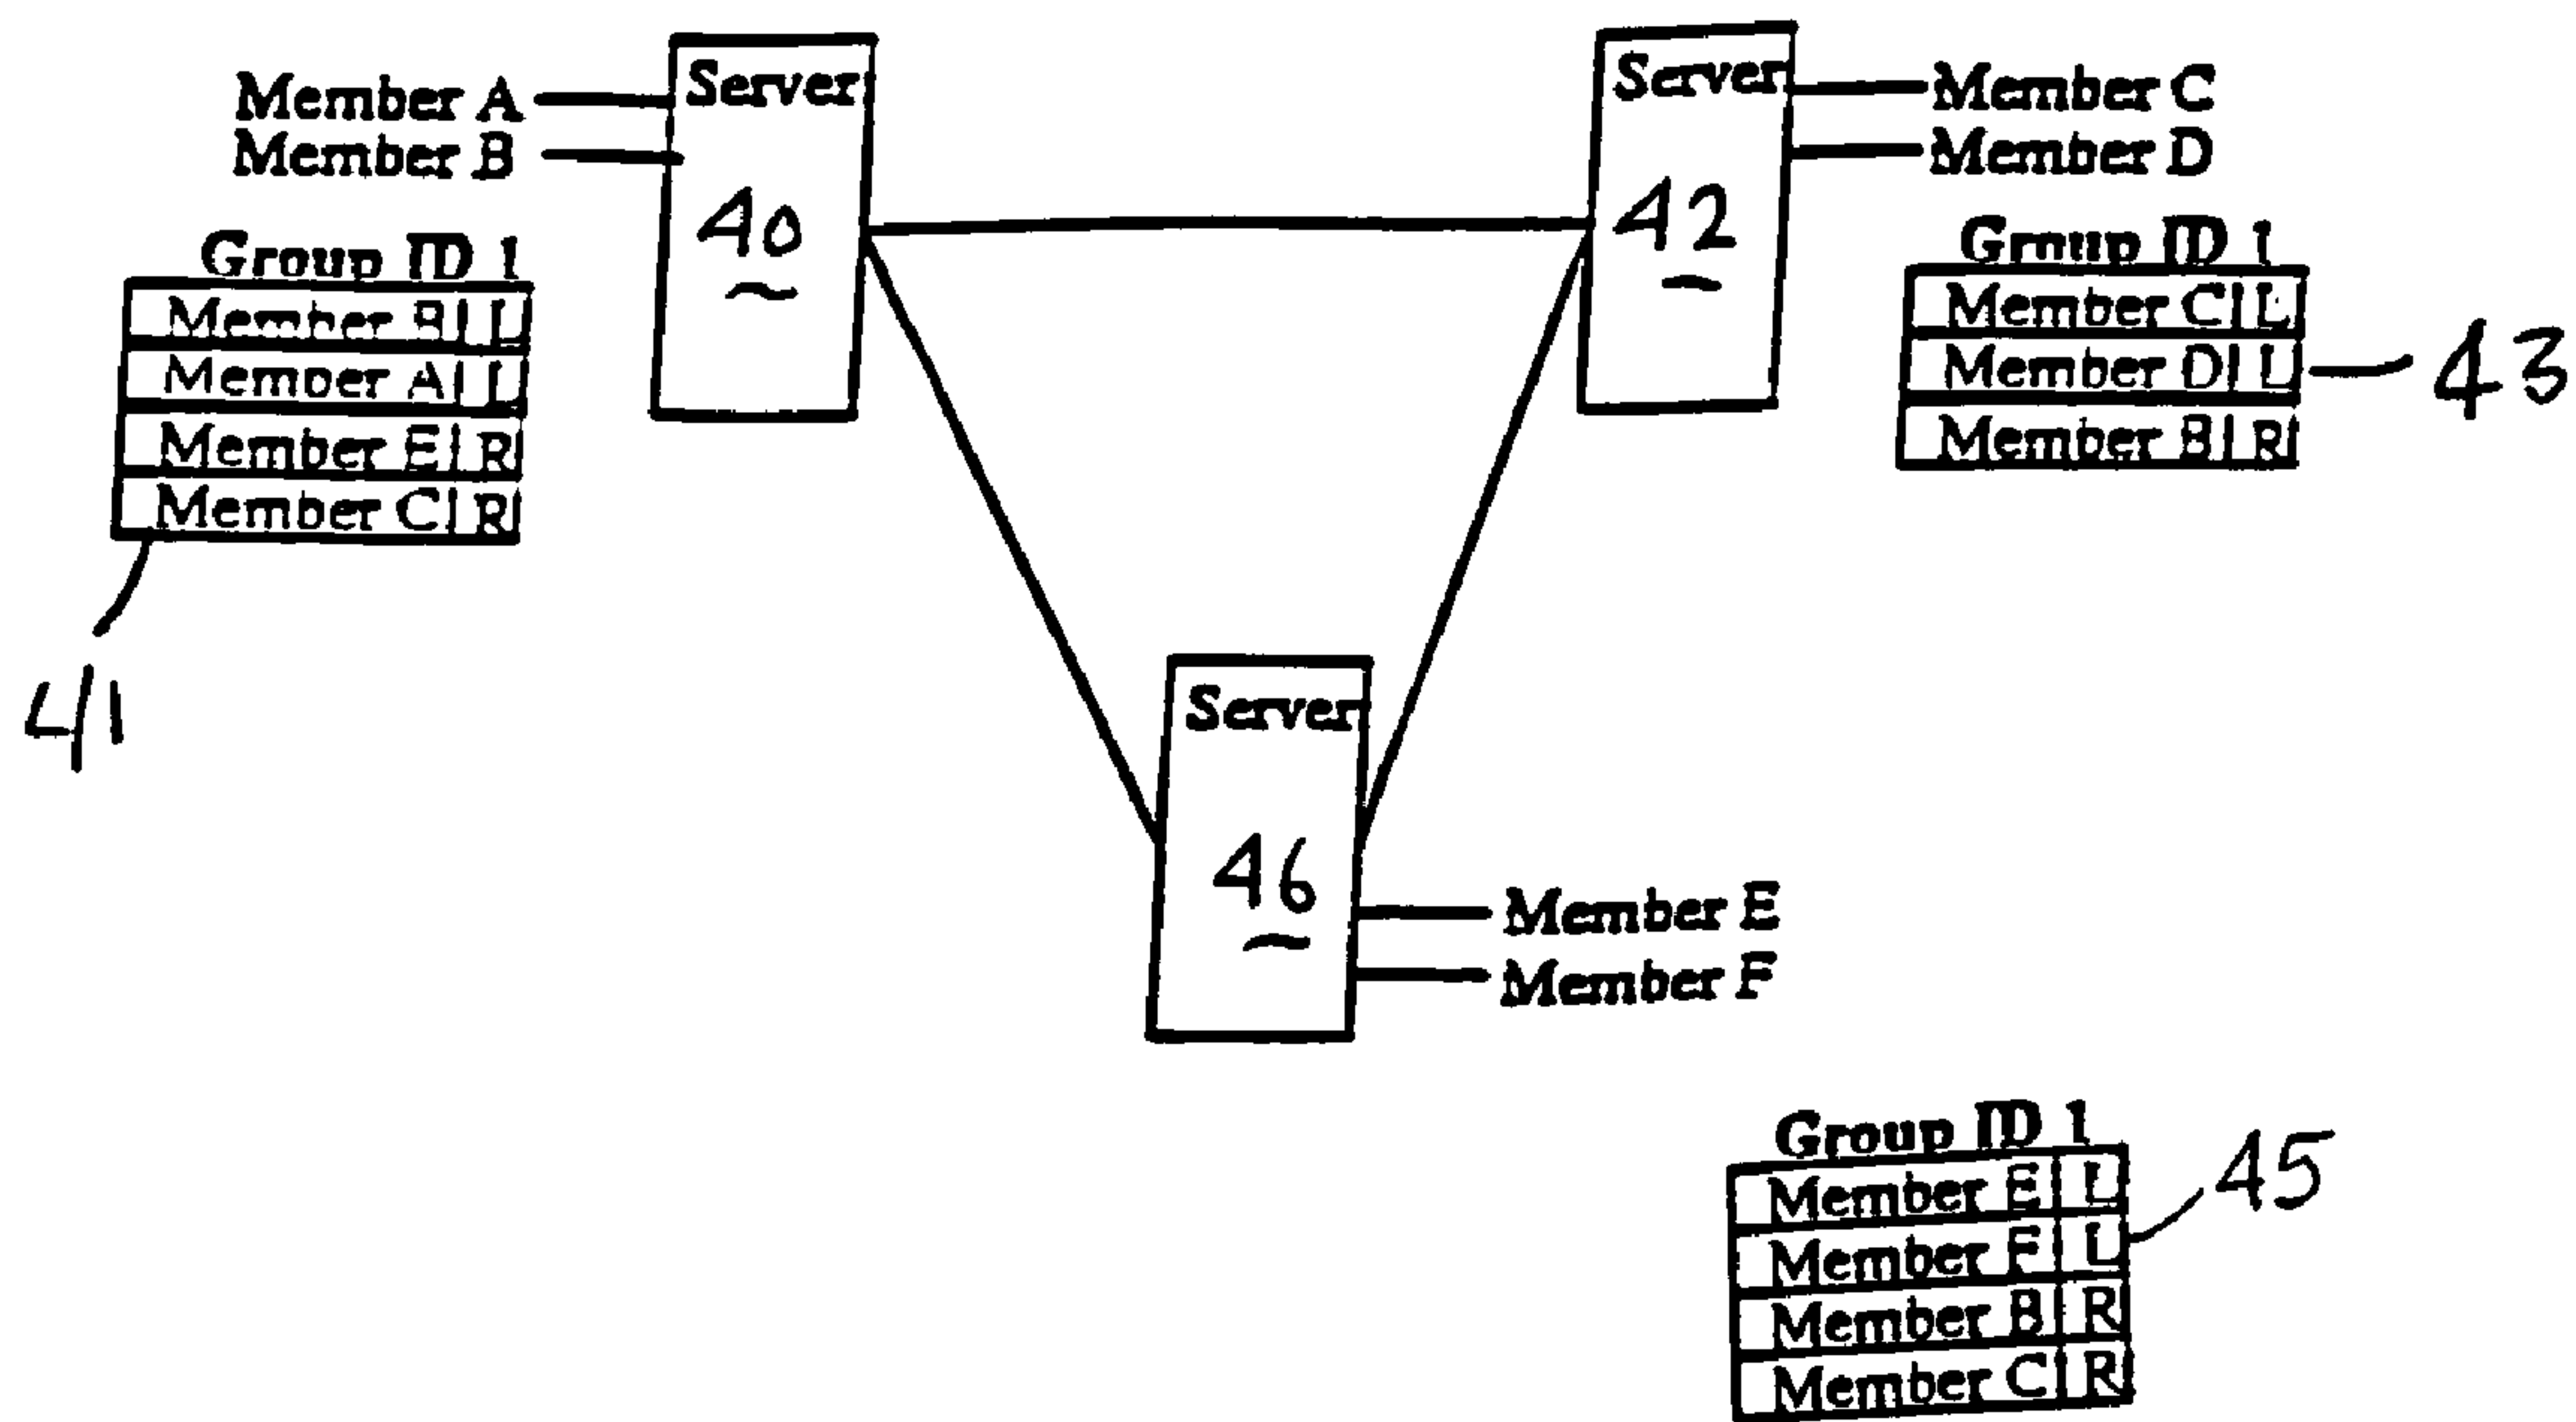 Member A
Member B
Server
40
Group ID 1
Member B L
Member A L
Member E R
Member C R
41
Server
42
Member C
Member D
Group ID 1
Member C L
Member D L
Member B R
43
Server
46
Member E
Member F
Group ID 1
Member E L
Member F L
Member B R
Member C R
45